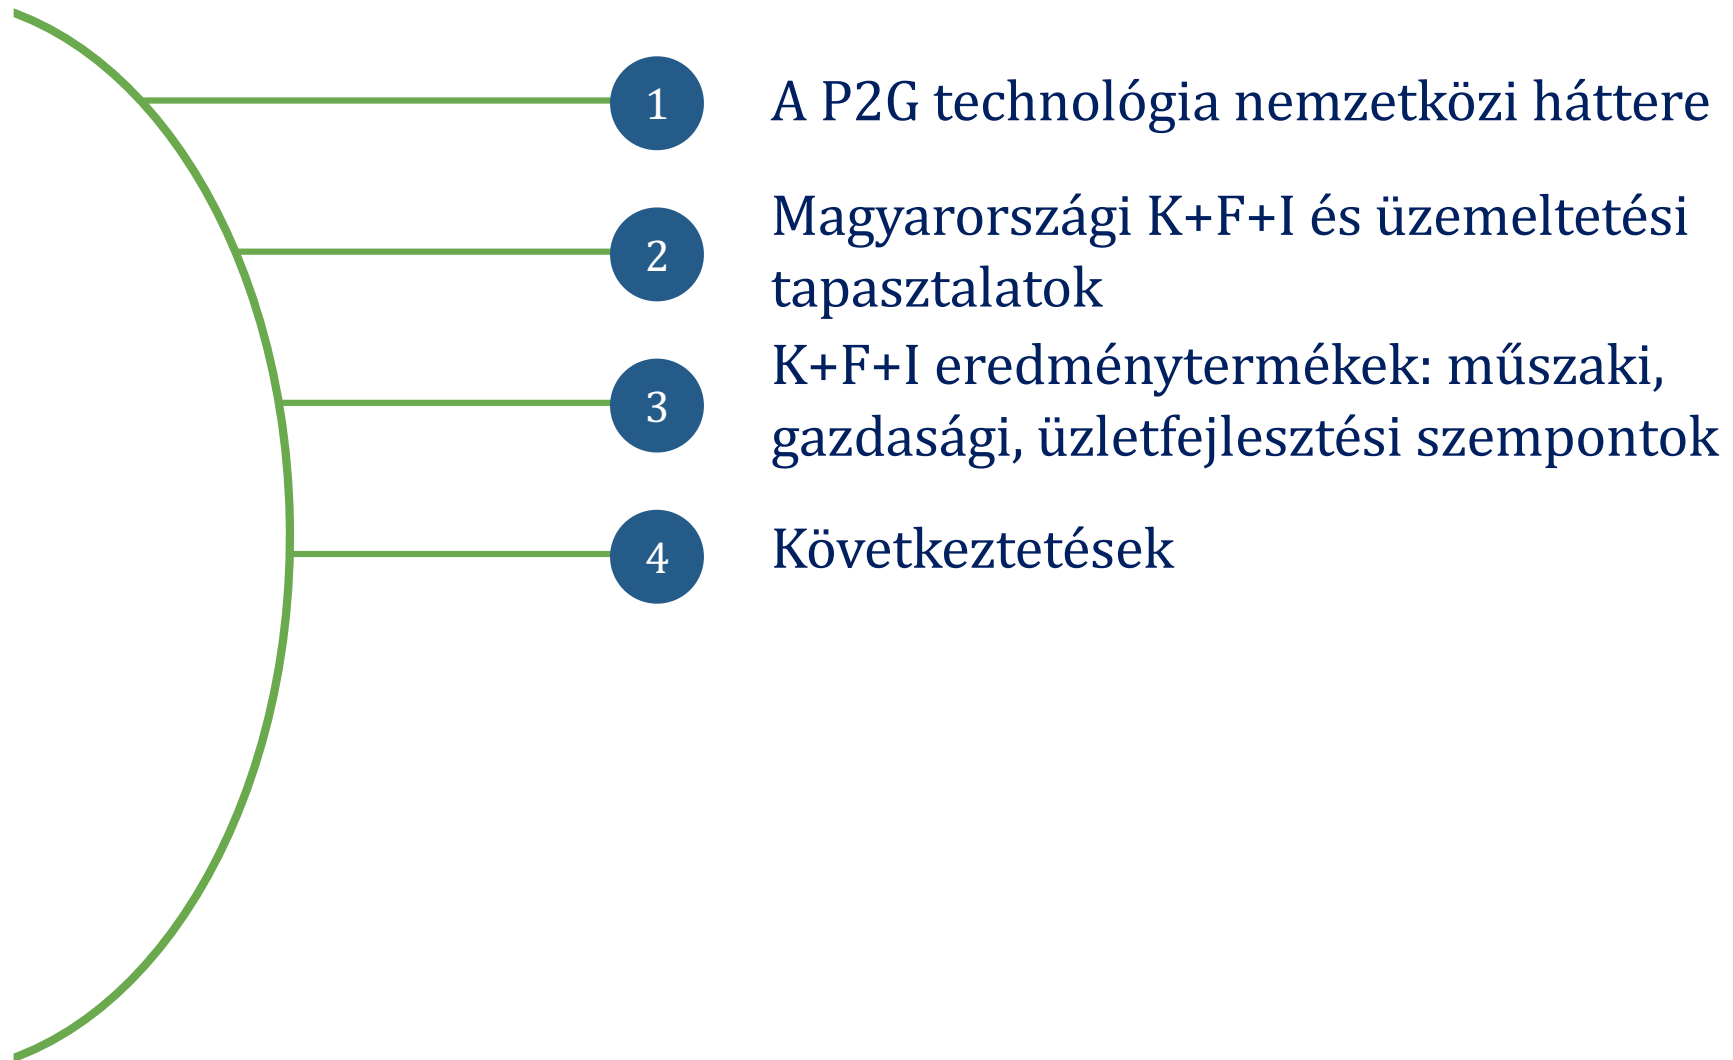 1
A P2G technológia nemzetközi háttere
2
Magyarországi K+F+I és üzemeltetési
tapasztalatok
3
K+F+I eredménytermékek: műszaki,
gazdasági, üzletfejlesztési szempontok
4
Következtetések